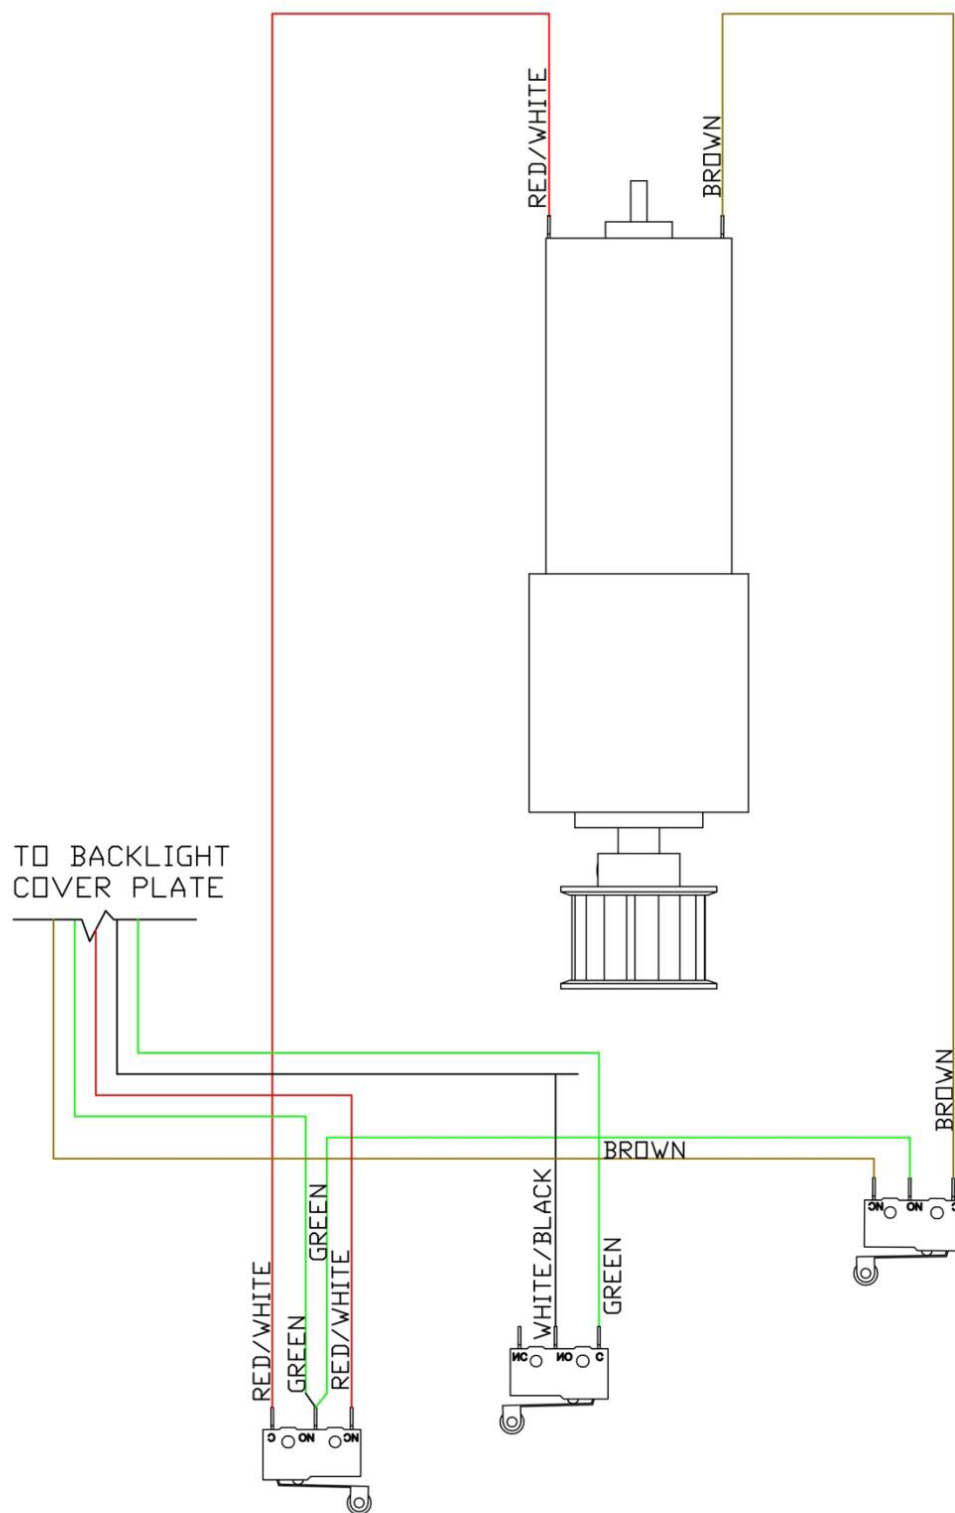 RED/WHITE
BROWN
TO BACKLIGHT
COVER PLATE
BROWN
BROWN
GREEN
WHITE/BLACK
RED/WHITE
GREEN
RED/WHITE
GREEN
NC
NO
C
NC
NO
C
C
NO
NC